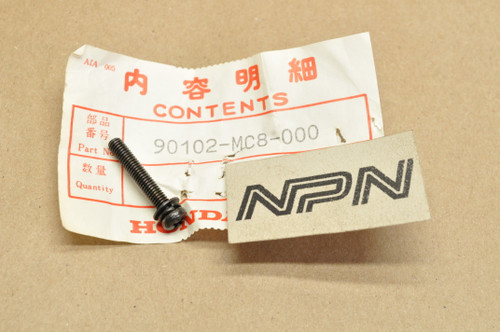 AIA 005
内容明細
CONTENTS
部品
番号
Part No
90102-MC8-000
数量
Quantity
HONDA
NPN